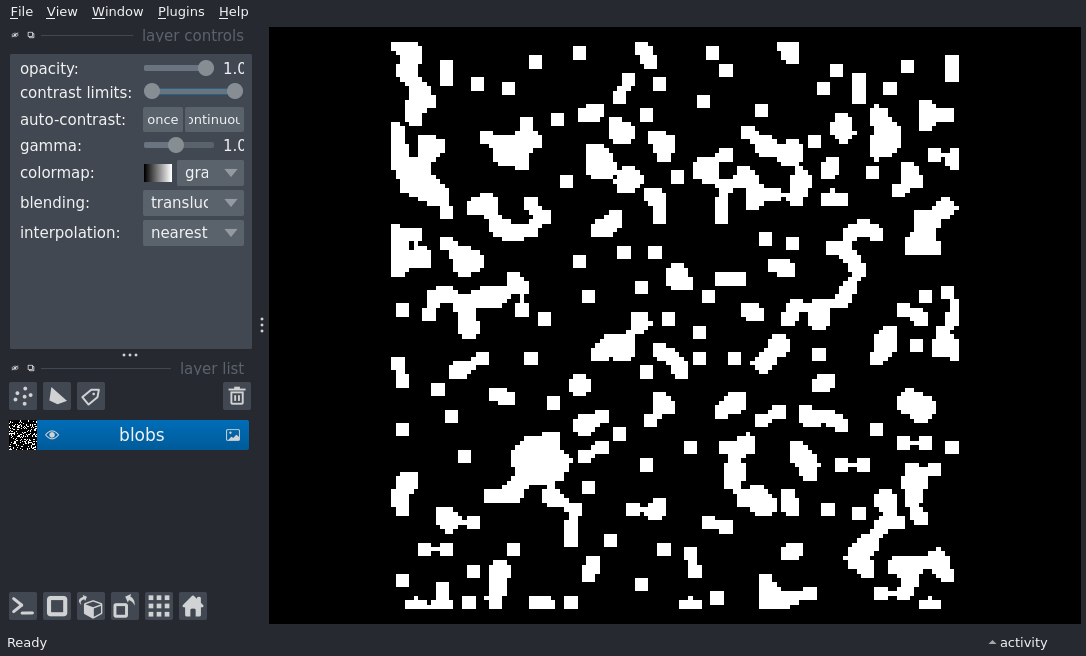 File View Window Plugins Help
layer controls
opacity: 1.0
contrast limits:
auto-contrast: once ontinuou
gamma: 1.0
colormap: gra
blending: transluc
interpolation: nearest
layer list
blobs
Ready
activity